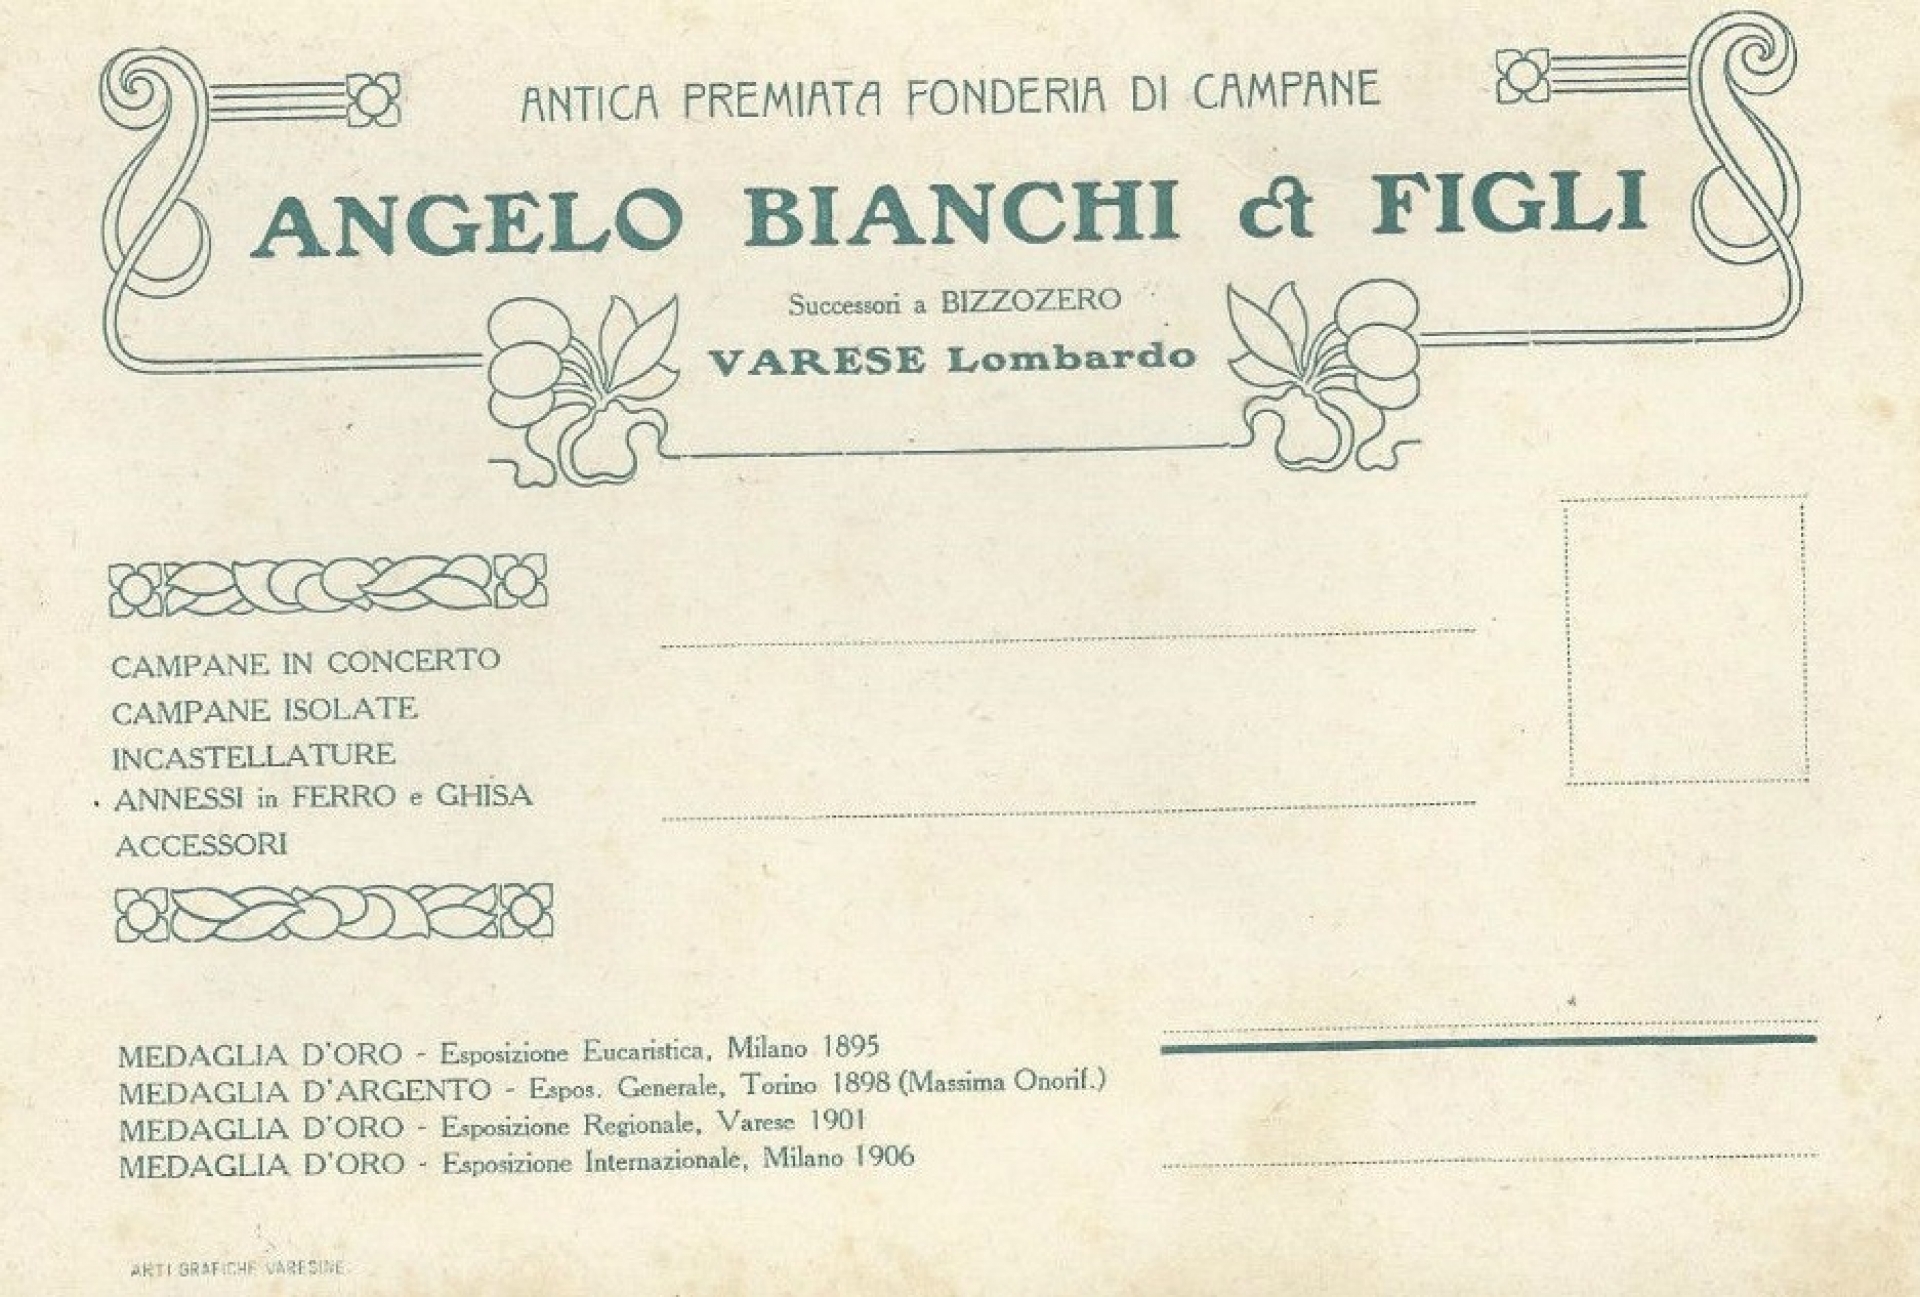 ANTICA PREMIATA FONDERIA DI CAMPANE
ANGELO BIANCHI et FIGLI
Successori a BIZZOZERO
VARESE Lombardo
CAMPANE IN CONCERTO
CAMPANE ISOLATE
INCASTELLATURE
ANNESSI in FERRO e GHISA
ACCESSORI
MEDAGLIA D'ORO - Esposizione Eucaristica, Milano 1895
MEDAGLIA D'ARGENTO - Espos. Generale, Torino 1898 (Massima Onorif.)
MEDAGLIA D'ORO - Esposizione Regionale, Varese 1901
MEDAGLIA D'ORO - Esposizione Internazionale, Milano 1906
ARTI GRAFICHE VARESINE